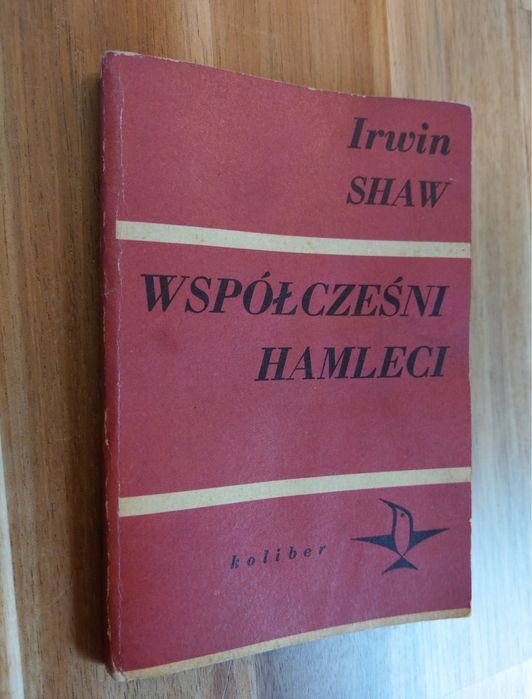 Irwin
SHAW
WSPÓŁCZEŚNI
HAMLECI
koliber